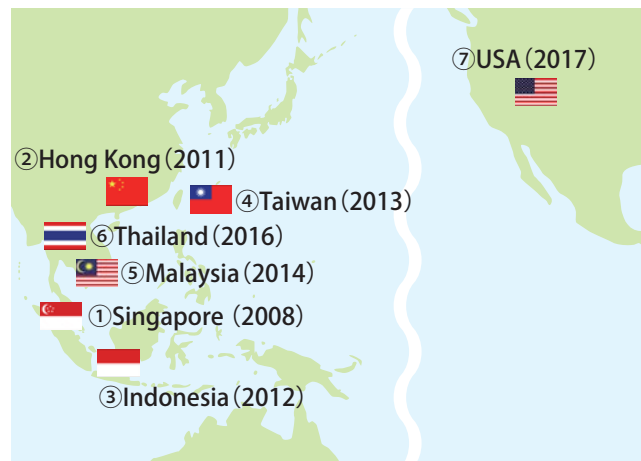 ⑦USA(2017)
②Hong Kong(2011)
④Taiwan(2013)
⑥Thailand(2016)
⑤Malaysia(2014)
①Singapore (2008)
③Indonesia(2012)